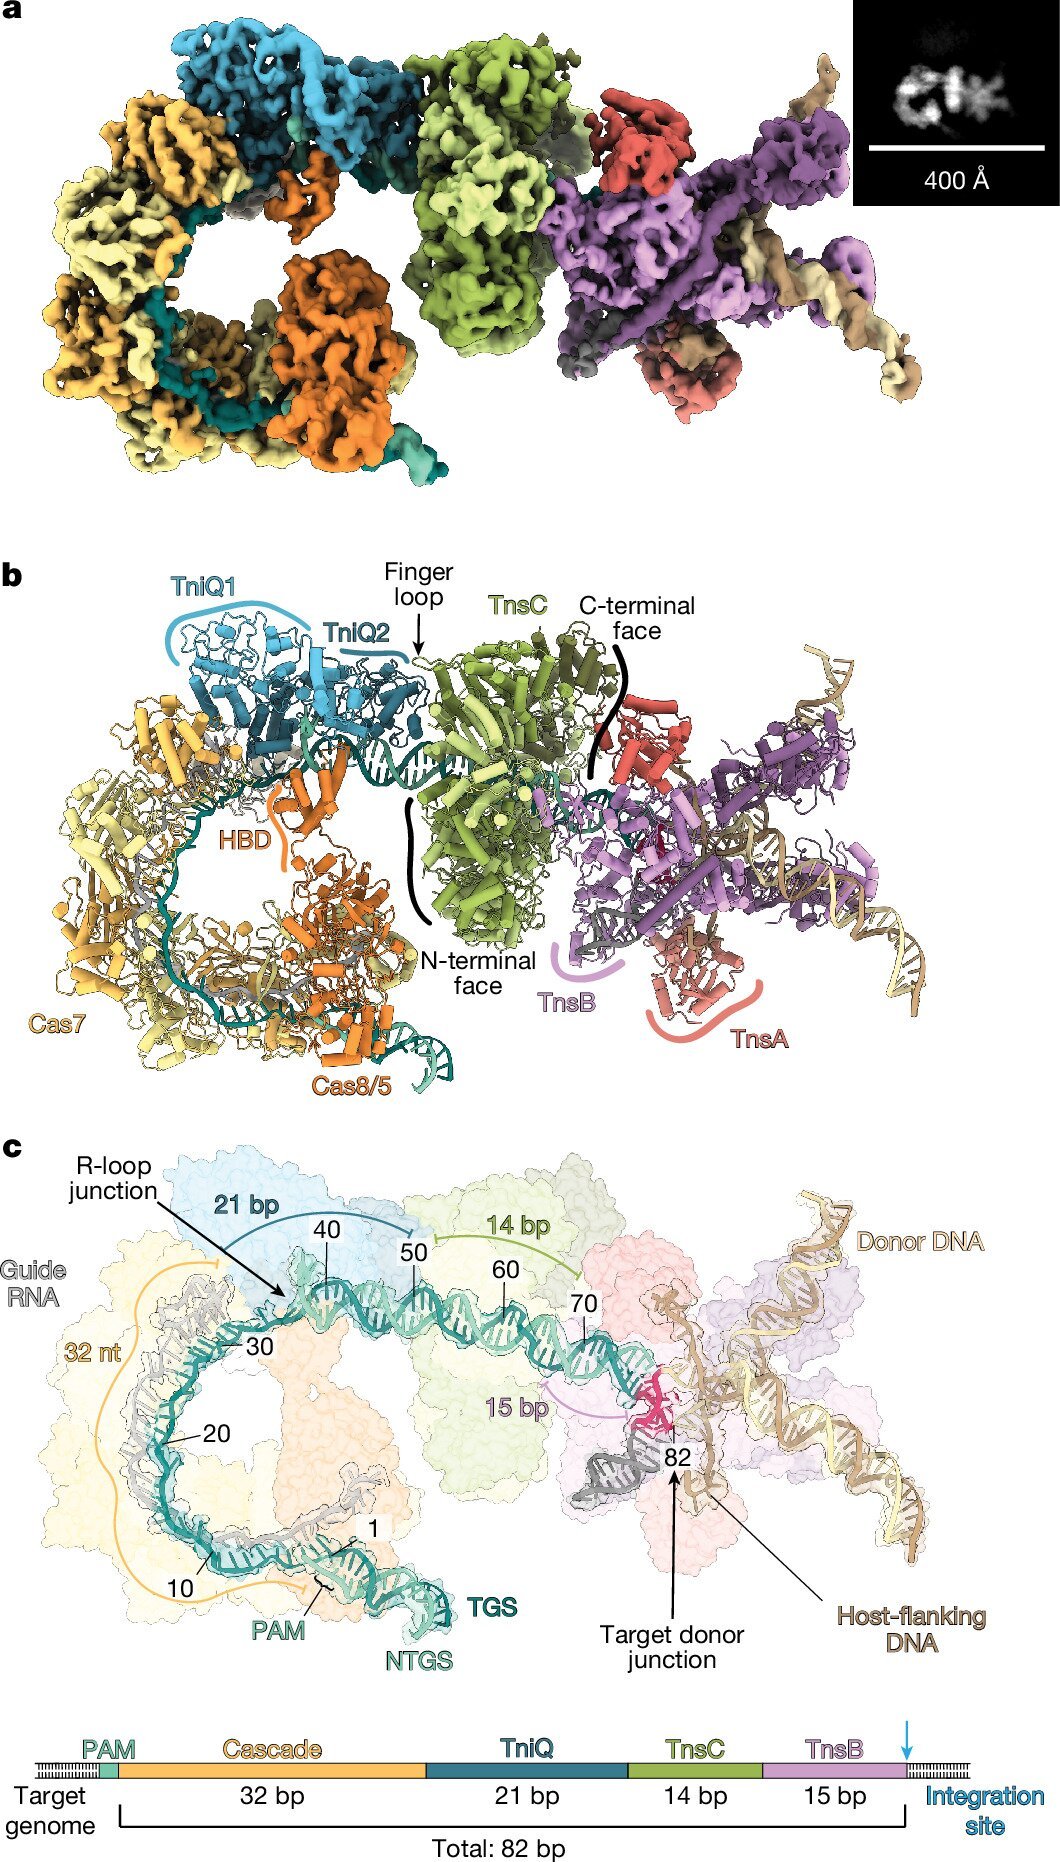 a
400 Å
b
TniQ1
TniQ2
Finger
loop
TnsC
C-terminal
face
HBD
N-terminal
face
TnsB
TnsA
Cas7
Cas8/5
c
R-loop
junction
21 bp
40
50
14 bp
60
70
Donor DNA
Guide
RNA
32 nt
30
20
15 bp
82
1
10
PAM
TGS
NTGS
Target donor
junction
Host-flanking
DNA
PAM
Cascade
TniQ
TnsC
TnsB
Target
genome
32 bp
21 bp
14 bp
15 bp
Integration
site
Total: 82 bp